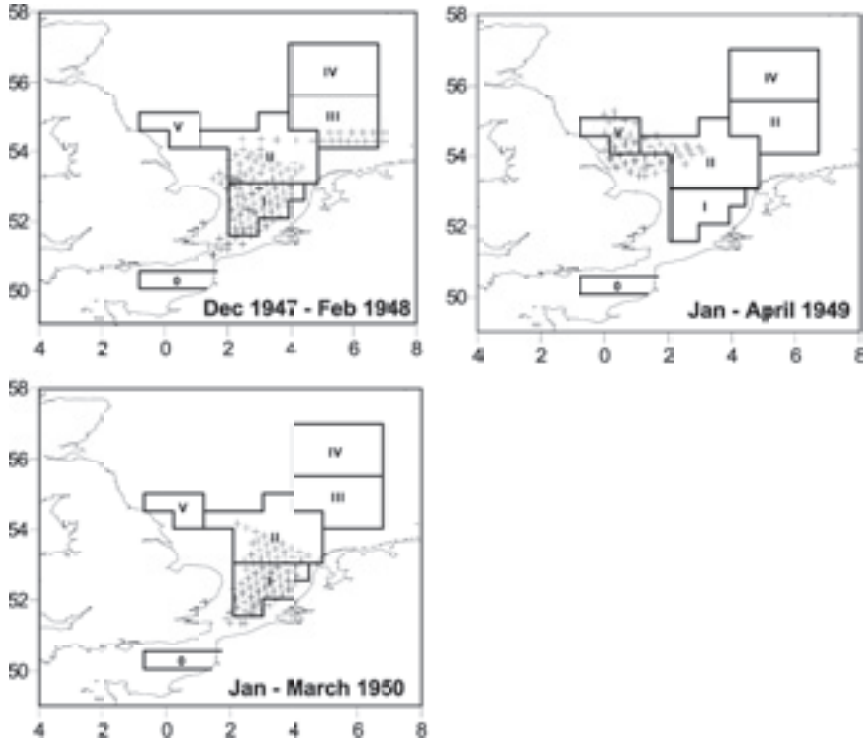 58
56
54
52
50
IV
III
V
II
I
0
Dec 1947 - Feb 1948
4 2 0 2 4 6 8
58
56
54
52
50
IV
II
V
II
I
0
Jan - April 1949
4 2 0 2 4 6 8
58
56
54
52
50
IV
III
V
II
I
0
Jan - March 1950
4 2 0 2 4 6 8